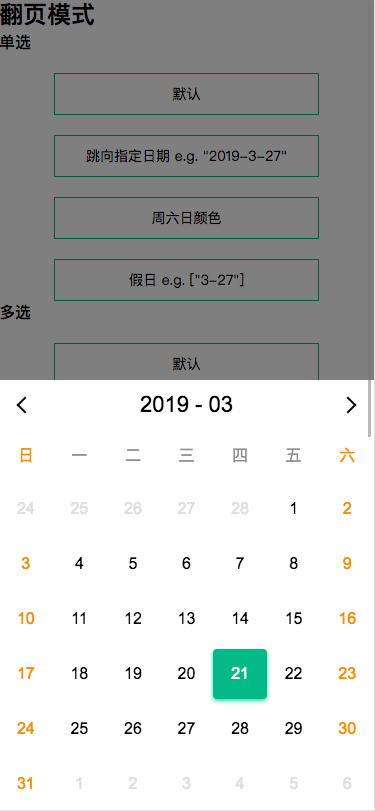 翻页模式
单选
默认
跳向指定日期 e.g. "2019-3-27"
周六日颜色
假日 e.g. ["3-27"]
多选
默认
2019 - 03
日 一 二 三 四 五 六
24 25 26 27 28 1 2
3 4 5 6 7 8 9
10 11 12 13 14 15 16
17 18 19 20 21 22 23
24 25 26 27 28 29 30
31 1 2 3 4 5 6